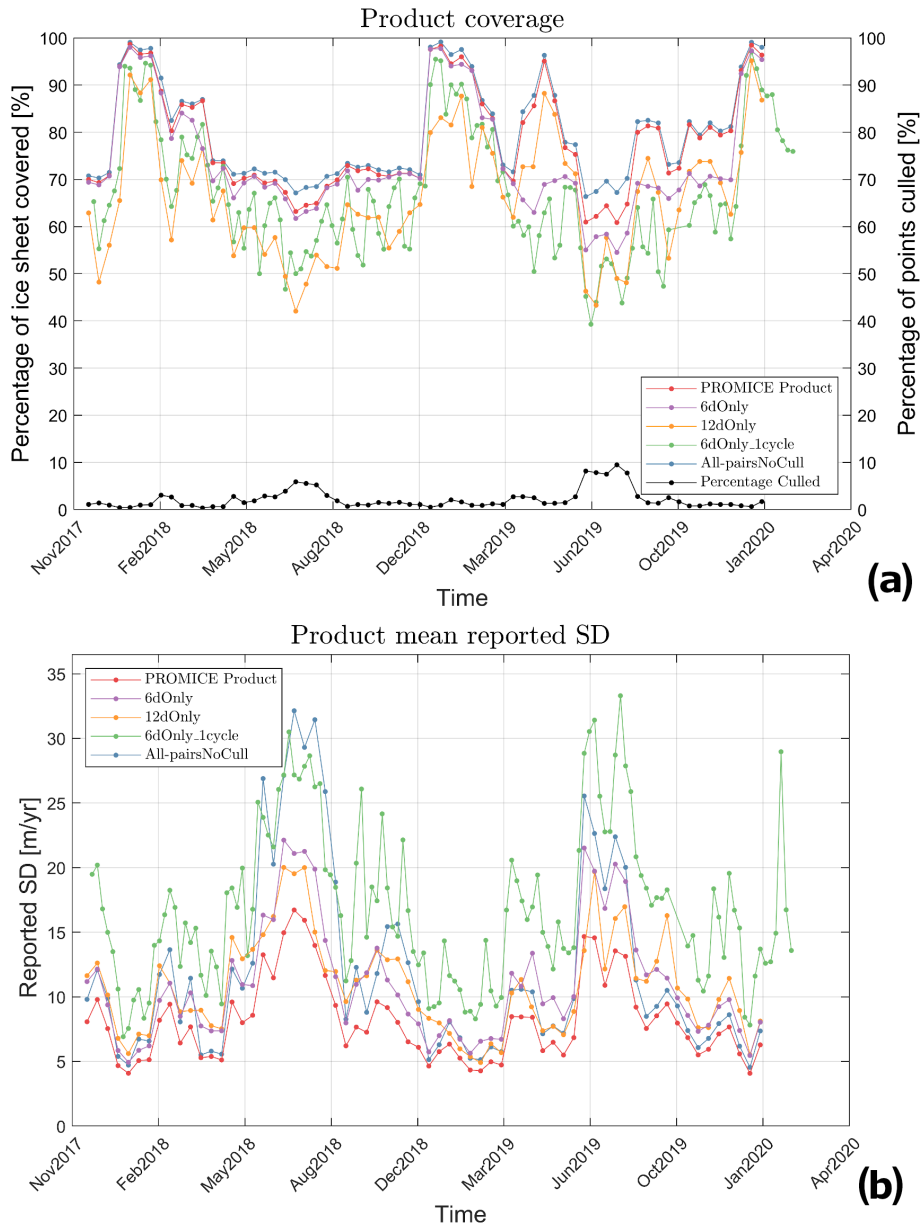 Product coverage
Percentage of ice sheet covered [%]
100
90
80
70
60
50
40
30
20
10
0
100
90
80
70
60
50
40
30
20
10
0
Percentage of points culled [%]
PROMICE Product
6dOnly
12dOnly
6dOnly_1cycle
All-pairsNoCull
Percentage Culled
Nov2017
Feb2018
May2018
Aug2018
Dec2018
Mar2019
Jun2019
Oct2019
Jan2020
Apr2020
Time
(a)
Product mean reported SD
Reported SD [m/yr]
35
30
25
20
15
10
5
0
PROMICE Product
6dOnly
12dOnly
6dOnly_1cycle
All-pairsNoCull
Nov2017
Feb2018
May2018
Aug2018
Dec2018
Mar2019
Jun2019
Oct2019
Jan2020
Apr2020
Time
(b)